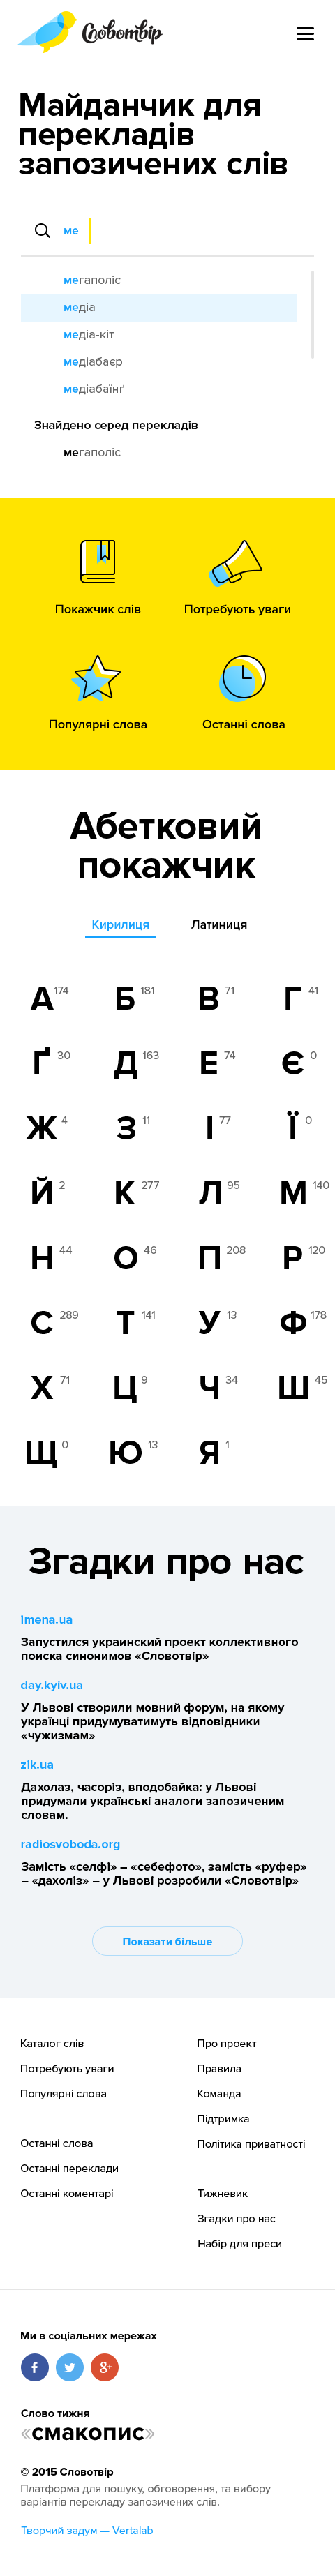 Словотвір
Майданчик для
перекладів
запозичених слів
ме
мегаполіс
медіа
медіа-кіт
медіабаєр
медіабаїнґ
Знайдено серед перекладів
мегаполіс
Покажчик слів
Потребують уваги
Популярні слова
Останні слова
Абетковий
покажчик
Кирилиця Латиниця
А 174 Б 181 В 71 Г 41
Ґ 30 Д 163 Е 74 Є 0
Ж 4 З 11 І 77 Ї 0
Й 2 К 277 Л 95 М 140
Н 44 О 46 П 208 Р 120
С 289 Т 141 У 13 Ф 178
Х 71 Ц 9 Ч 34 Ш 45
Щ 0 Ю 13 Я 1
Згадки про нас
imena.ua
Запустился украинский проект коллективного
поиска синонимов «Словотвір»
day.kyiv.ua
У Львові створили мовний форум, на якому
українці придумуватимуть відповідники
«чужизмам»
zik.ua
Дахолаз, часоріз, вподобайка: у Львові
придумали українські аналоги запозиченим
словам.
radiosvoboda.org
Замість «селфі» – «себефото», замість «руфер»
– «дахоліз» – у Львові розробили «Словотвір»
Показати більше
Каталог слів
Потребують уваги
Популярні слова
Останні слова
Останні переклади
Останні коментарі
Про проект
Правила
Команда
Підтримка
Політика приватності
Тижневик
Згадки про нас
Набір для преси
Ми в соціальних мережах
Слово тижня
«смакопис»
© 2015 Словотвір
Платформа для пошуку, обговорення, та вибору
варіантів перекладу запозичених слів.
Творчий задум — Vertalab